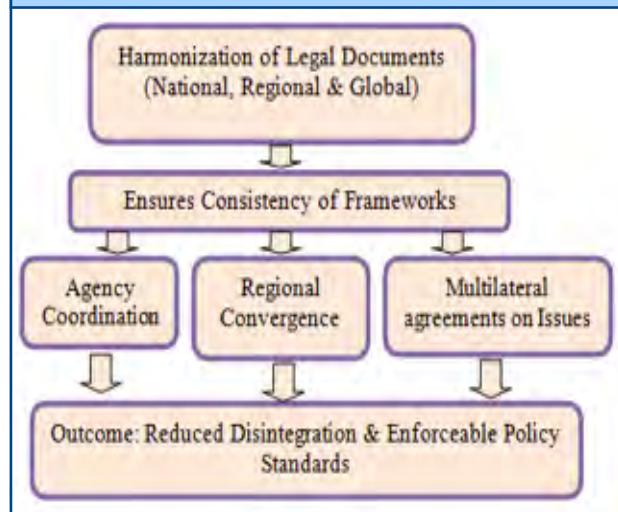 Harmonization of Legal Documents
(National, Regional & Global)
Ensures Consistency of Frameworks
Agency
Coordination
Regional
Convergence
Multilateral
agreements on Issues
Outcome: Reduced Disintegration & Enforceable Policy
Standards